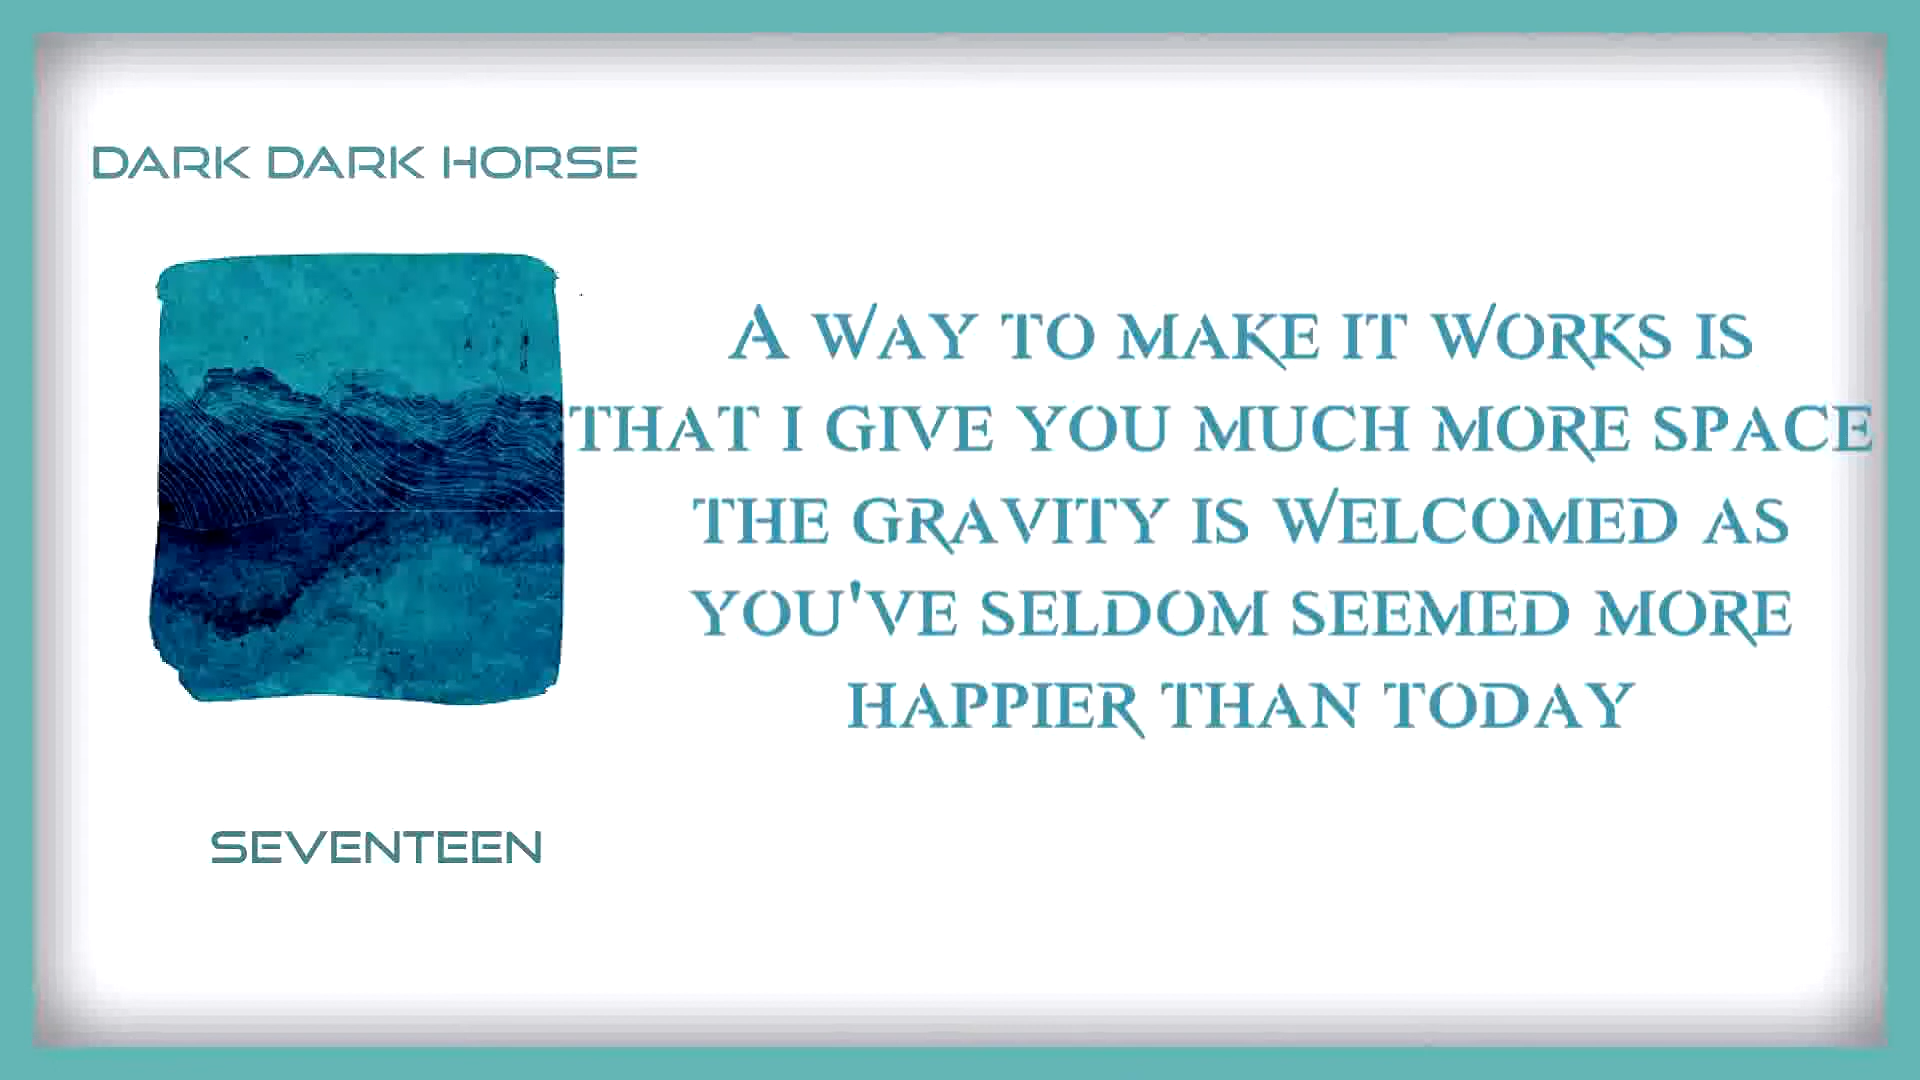 DARK DARK HORSE
A WAY TO MAKE IT WORKS IS
THAT I GIVE YOU MUCH MORE SPACE
THE GRAVITY IS WELCOMED AS
YOU'VE SELDOM SEEMED MORE
HAPPIER THAN TODAY
SEVENTEEN